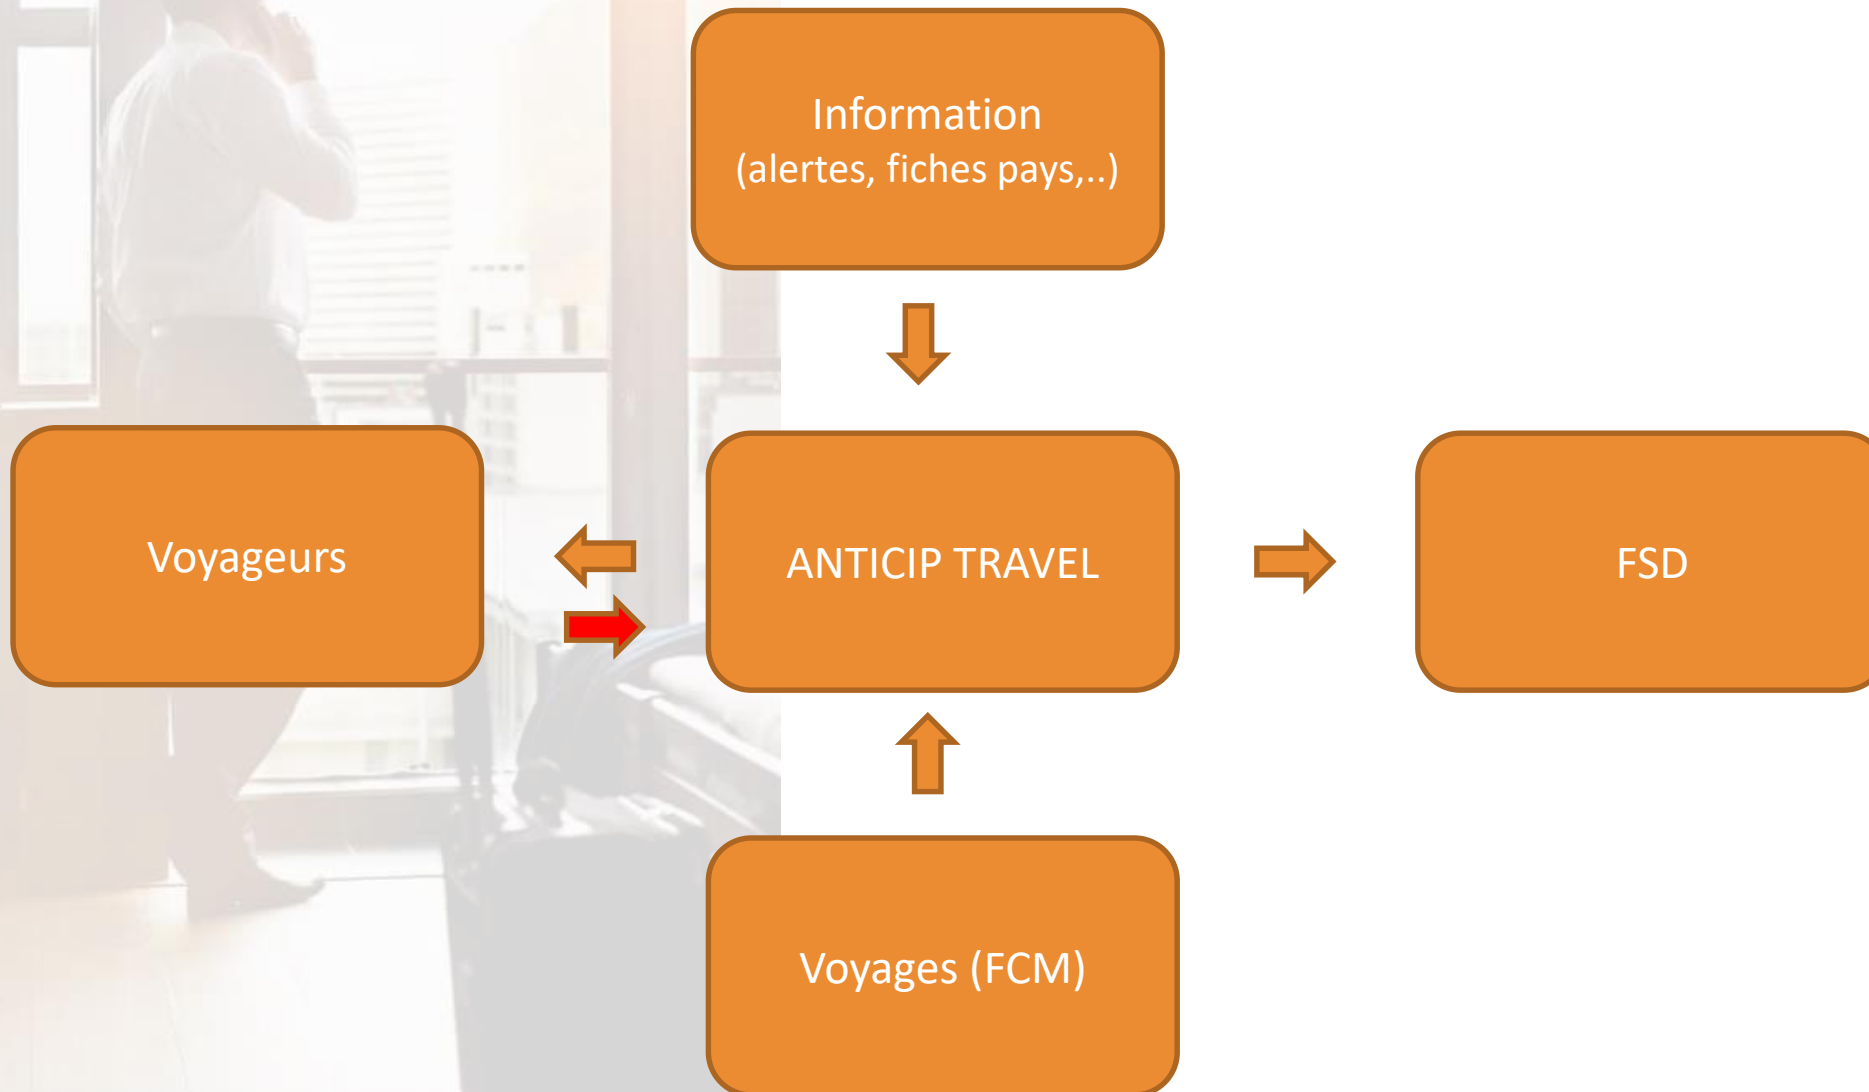 Information
(alertes, fiches pays,..)
Voyageurs
ANTICIP TRAVEL
FSD
Voyages (FCM)